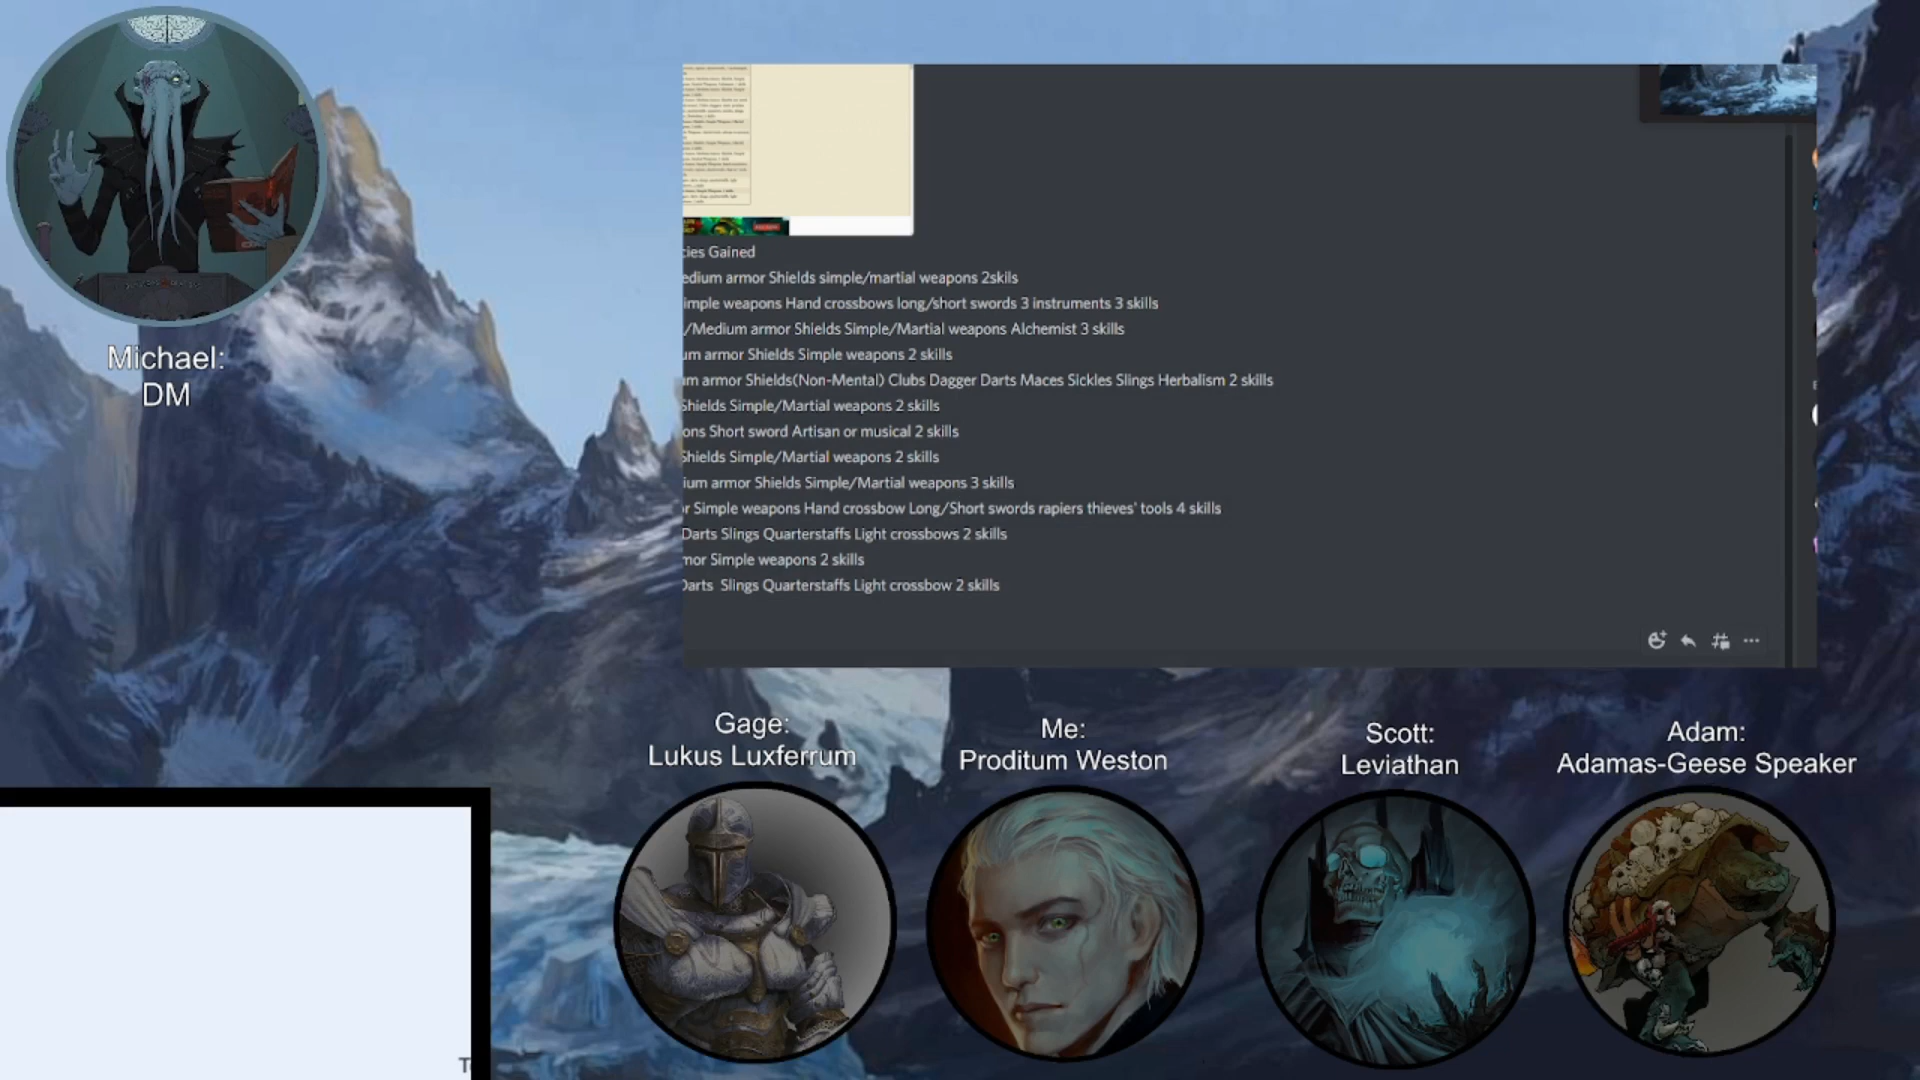 Michael:
DM
cies Gained
edium armor Shields simple/martial weapons 2skils
imple weapons Hand crossbows long/short swords 3 instruments 3 skills
/Medium armor Shields Simple/Martial weapons Alchemist 3 skills
um armor Shields Simple weapons 2 skills
um armor Shields(Non-Mental) Clubs Dagger Darts Maces Sickles Slings Herbalism 2 skills
Shields Simple/Martial weapons 2 skills
ons Short sword Artisan or musical 2 skills
Shields Simple/Martial weapons 2 skills
ium armor Shields Simple/Martial weapons 3 skills
r Simple weapons Hand crossbow Long/Short swords rapiers thieves' tools 4 skills
Darts Slings Quarterstaffs Light crossbows 2 skills
mor Simple weapons 2 skills
Darts Slings Quarterstaffs Light crossbow 2 skills
Gage:
Lukus Luxferrum
Me:
Proditum Weston
Scott:
Leviathan
Adam:
Adamas-Geese Speaker